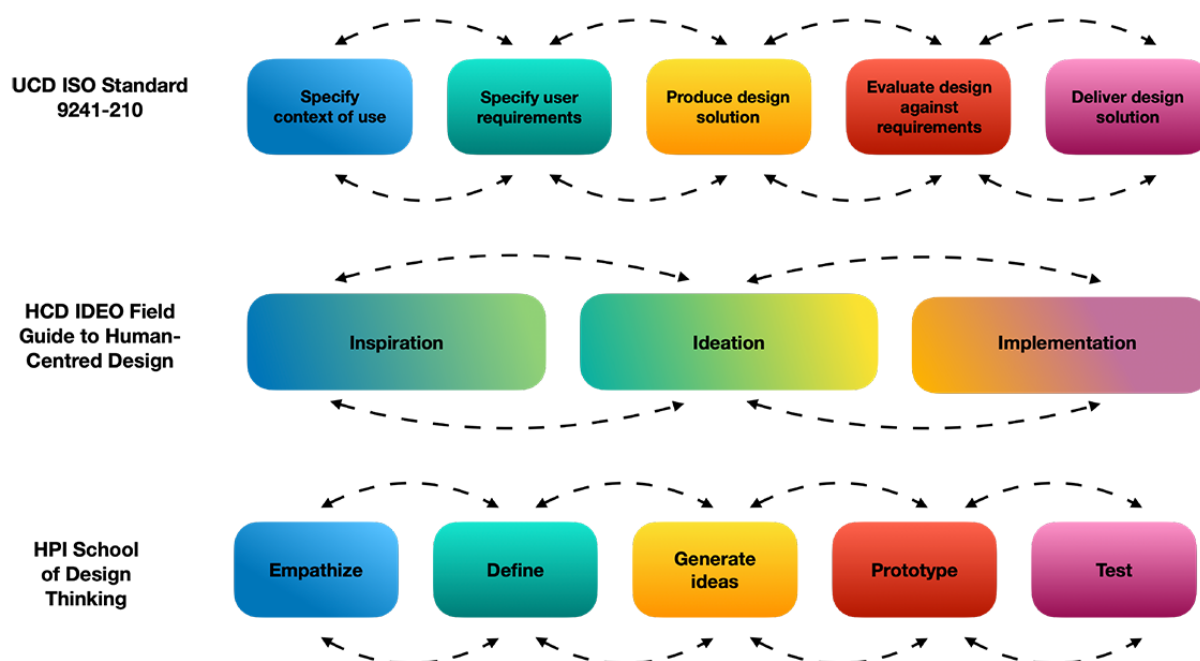 UCD ISO Standard
9241-210
Specify
context of use
Specify user
requirements
Produce design
solution
Evaluate design
against
requirements
Deliver design
solution
HCD IDEO Field
Guide to Human-
Centred Design
Inspiration
Ideation
Implementation
HPI School
of Design
Thinking
Empathize
Define
Generate
ideas
Prototype
Test